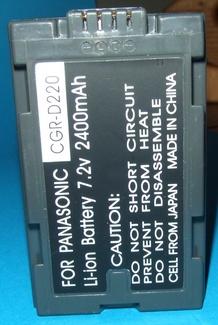 FOR PANASONIC CGR-D220
Li-ion Battery 7.2v 2400mAh
CAUTION:
DO NOT SHORT CIRCUIT
PREVENT FROM HEAT
DO NOT DISASSEMBLE
CELL FROM JAPAN MADE IN CHINA